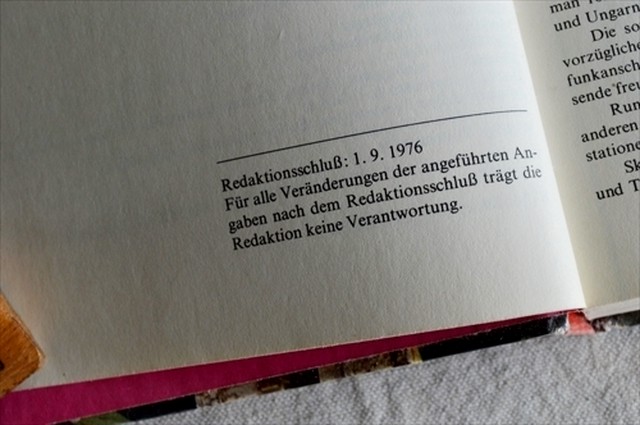 Redaktionsschluß: 1. 9. 1976
Für alle Veränderungen der angeführten An-
gaben nach dem Redaktionsschluß trägt die
Redaktion keine Verantwortung.
man
und Ungarn
Die so
vorzügliche
funkansch
sende freu
Run
anderen
statione
Sk
und T